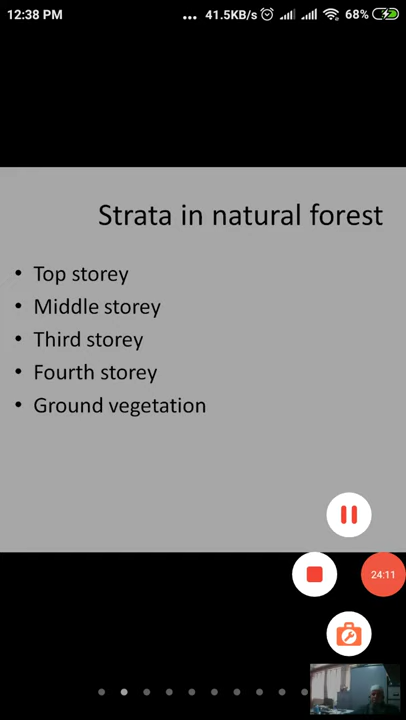 12:38 PM ... 41.5KB/s 68%
Strata in natural forest
• Top storey
• Middle storey
• Third storey
• Fourth storey
• Ground vegetation
24:11